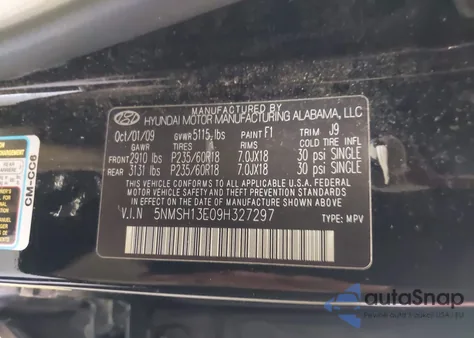 MANUFACTURED BY
HYUNDAI MOTOR MANUFACTURING ALABAMA, LLC
Oct/01/09 GVWR 5115 lbs PAINT F1 TRIM J9
GAWR TIRES: RIMS: COLD TIRE INFL.
FRONT 2910 lbs P235/60R18 7.0JX18 30 psi SINGLE
REAR 3131 lbs P235/60R18 7.0JX18 30 psi SINGLE
THIS VEHICLE CONFORMS TO ALL APPLICABLE U.S. FEDERAL
MOTOR VEHICLE SAFETY AND THEFT PREVENTION STANDARDS
IN EFFECT ON THE DATE OF MANUFACTURE SHOWN ABOVE.
V.I.N 5NMSH13E09H327297 TYPE: MPV
CM-CC6
autoSnap